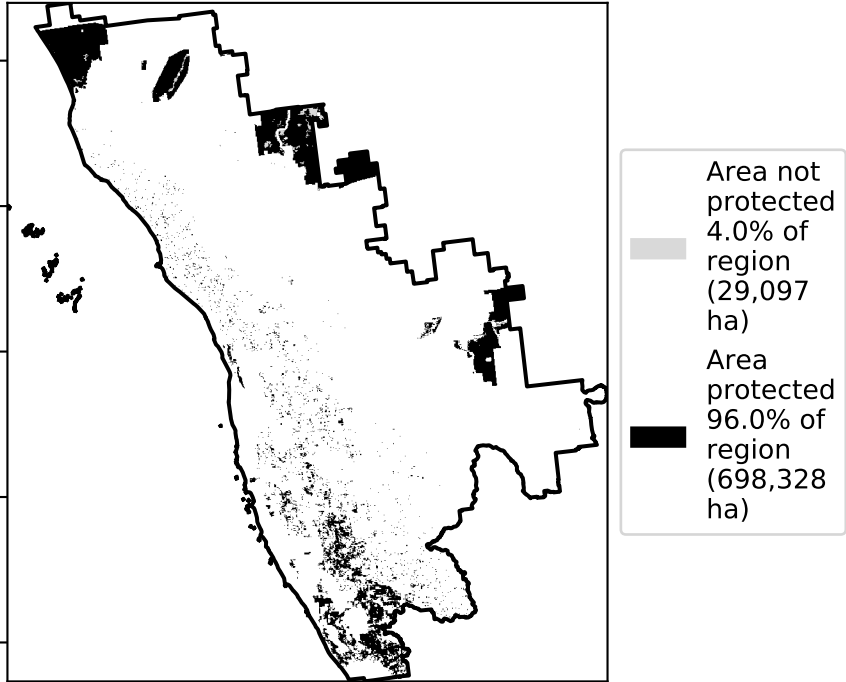 Area not
protected
4.0% of
region
(29,097
ha)
Area
protected
96.0% of
region
(698,328
ha)